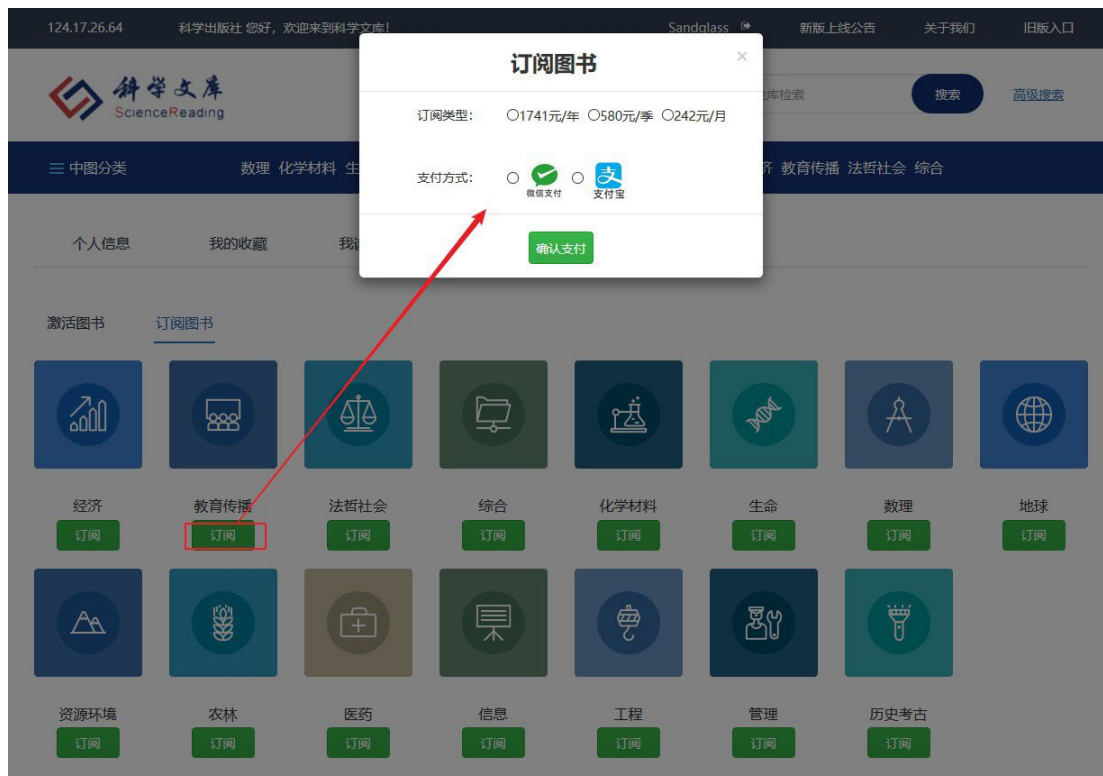 124.17.26.64 科学出版社 您好，欢迎来到科学文库! Sandglass 新版上线公告 关于我们 旧版入口
科学文库
ScienceReading
搜索 高级搜索
订阅图书 ×
订阅类型： 1741元/年 580元/季 242元/月
支付方式： 微信支付 支 支付宝
确认支付
中图分类 数理 化学材料 生 教育传播 法哲社会 综合
个人信息 我的收藏
激活图书 订阅图书
经济 教育传播 法哲社会 综合 化学材料 生命 数理 地球
订阅 订阅 订阅 订阅 订阅 订阅 订阅 订阅
资源环境 农林 医药 信息 工程 管理 历史考古
订阅 订阅 订阅 订阅 订阅 订阅 订阅